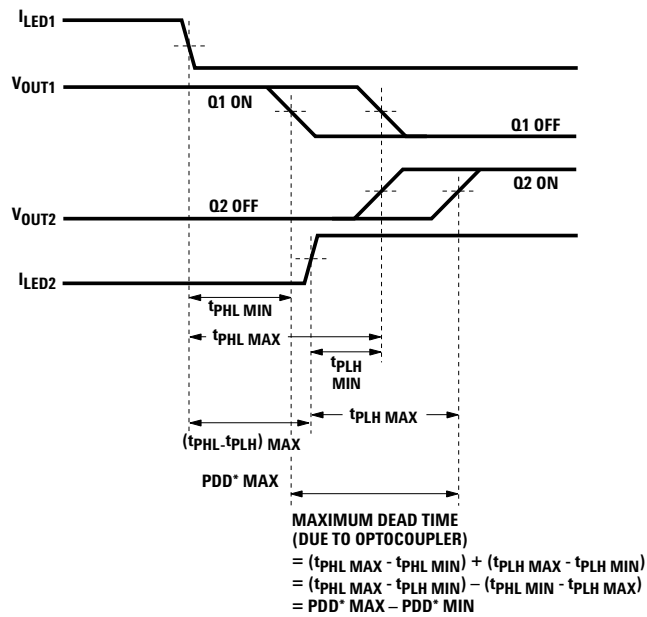 ILED1
VOUT1
Q1 ON
Q1 OFF
Q2 ON
Q2 OFF
VOUT2
ILED2
tPHL MIN
tPHL MAX
tPLH
MIN
tPLH MAX
(tPHL-tPLH) MAX
PDD* MAX
MAXIMUM DEAD TIME
(DUE TO OPTOCOUPLER)
= (tPHL MAX - tPHL MIN) + (tPLH MAX - tPLH MIN)
= (tPHL MAX - tPLH MIN) – (tPHL MIN - tPLH MAX)
= PDD* MAX – PDD* MIN